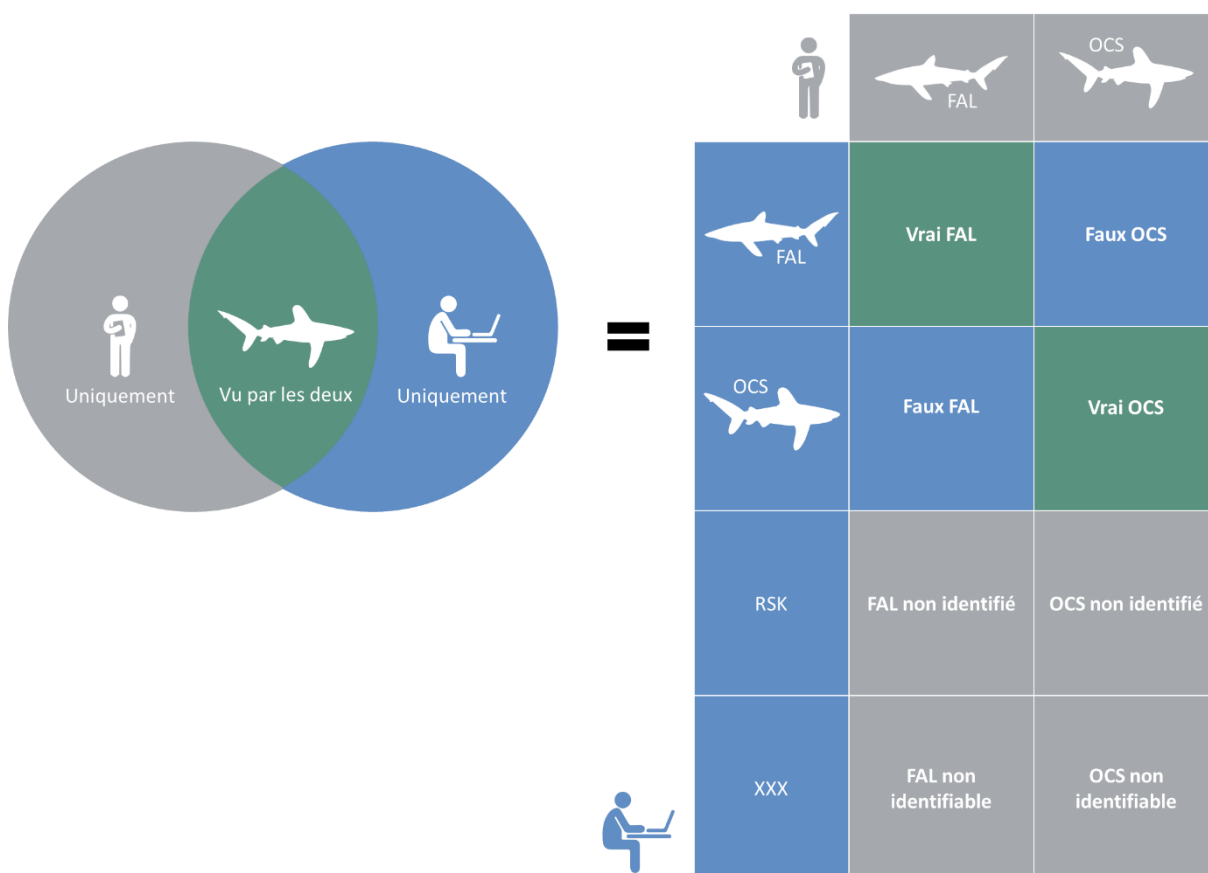 OCS
FAL
FAL
Vrai FAL
Faux OCS
Uniquement
Vu par les deux
Uniquement
=
OCS
Faux FAL
Vrai OCS
RSK
FAL non identifié
OCS non identifié
XXX
FAL non
identifiable
OCS non
identifiable